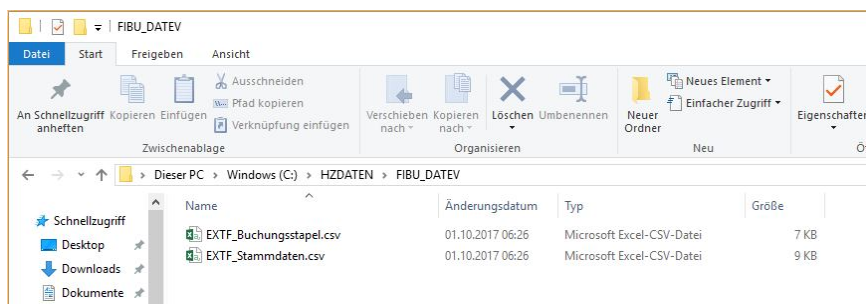 FIBU_DATEV
Datei Start Freigeben Ansicht
An Schnellzugriff anheften
Kopieren
Einfügen
Ausschneiden
Pfad kopieren
Verknüpfung einfügen
Zwischenablage
Verschieben nach
Kopieren nach
Löschen
Umbenennen
Organisieren
Neuer Ordner
Neues Element
Einfacher Zugriff
Neu
Eigenschaften
Dieser PC > Windows (C:) > HZDATEN > FIBU_DATEV
Name Änderungsdatum Typ Größe
EXTF_Buchungsstapel.csv 01.10.2017 06:26 Microsoft Excel-CSV-Datei 7 KB
EXTF_Stammdaten.csv 01.10.2017 06:26 Microsoft Excel-CSV-Datei 9 KB
Schnellzugriff
Desktop
Downloads
Dokumente